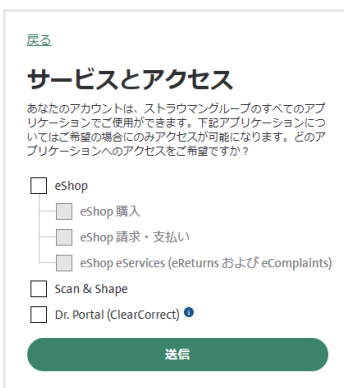 戻る
サービスとアクセス
あなたのアカウントは、ストラウマングループのすべてのアプ
リケーションでご使用ができます。下記アプリケーションにつ
いてはご希望の場合にのみアクセスが可能になります。どのア
プリケーションへのアクセスをご希望ですか？
eShop
eShop 購入
eShop 請求・支払い
eShop eServices (eReturns および eComplaints)
Scan & Shape
Dr. Portal (ClearCorrect)
送信